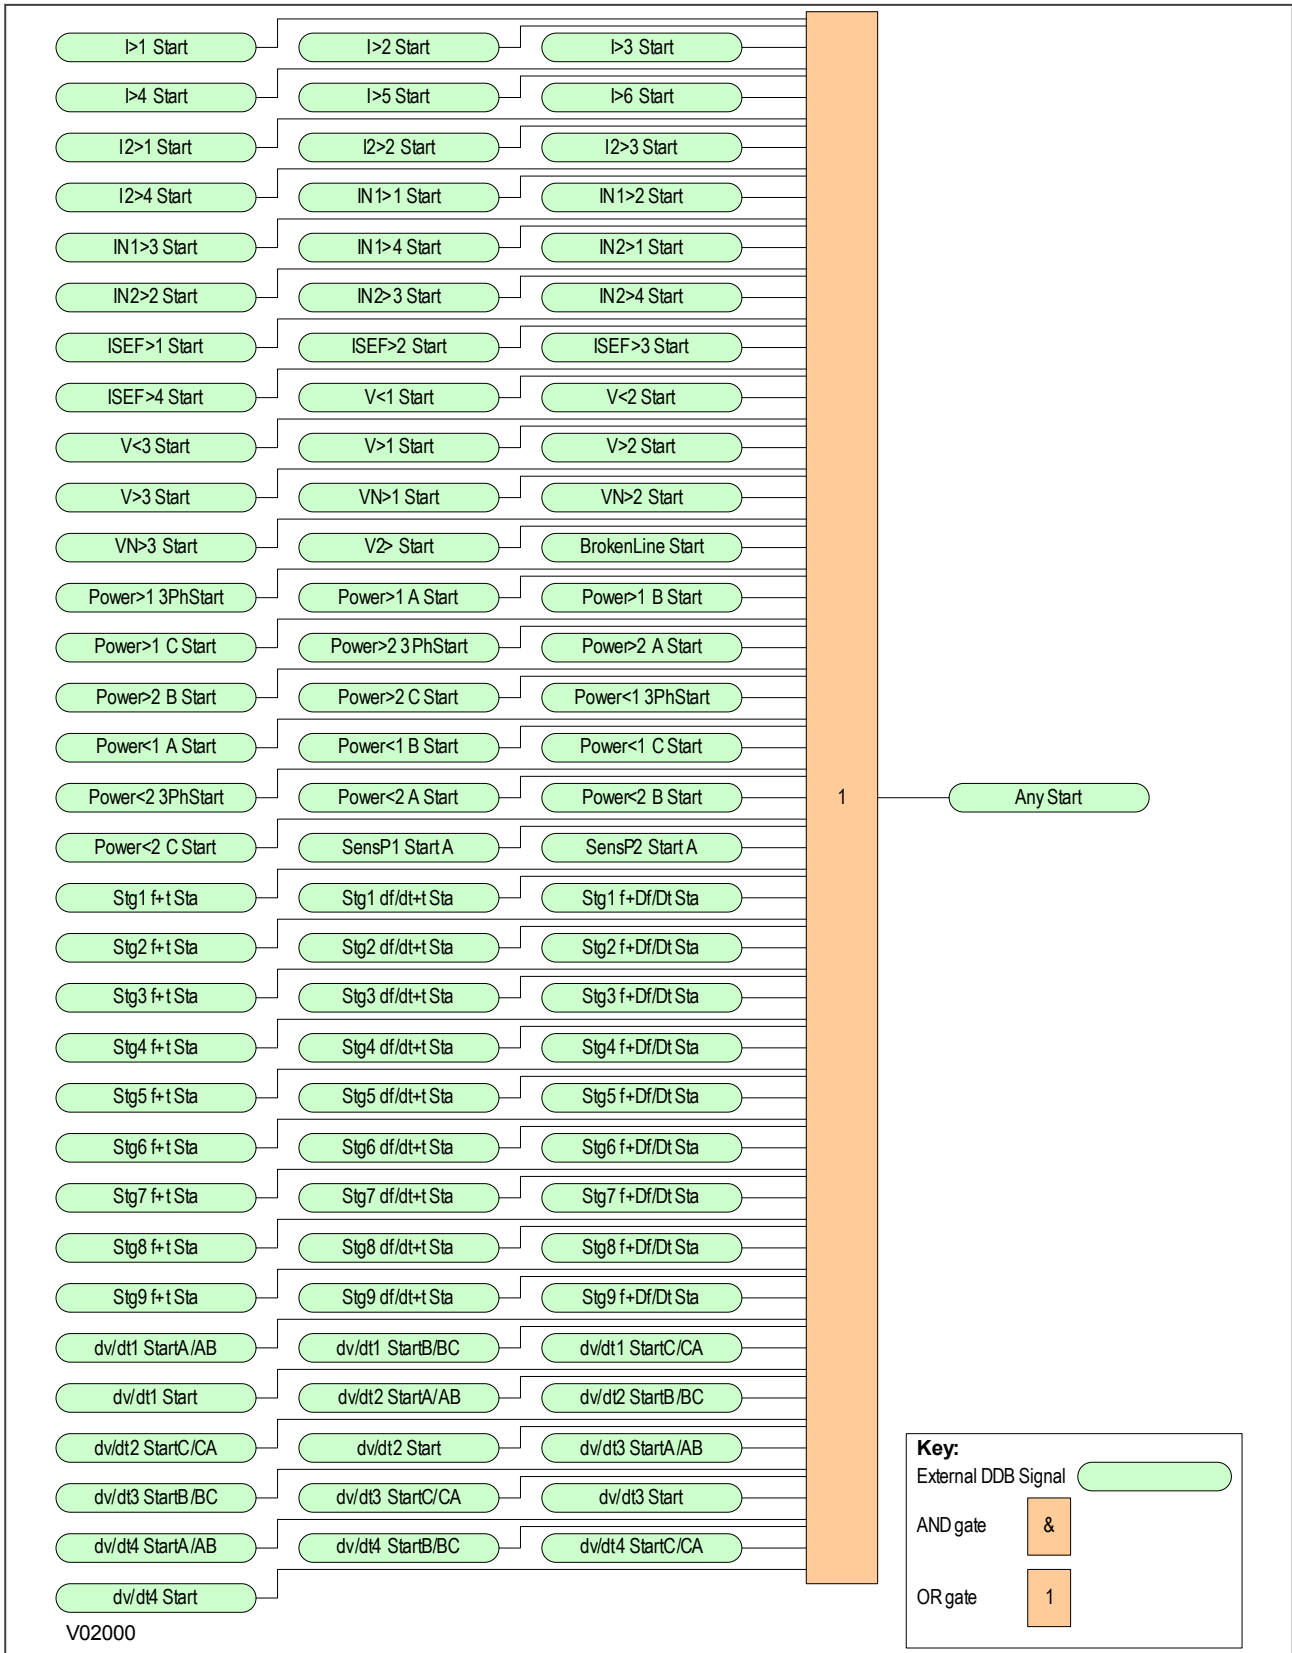 I>1 Start I>2 Start I>3 Start
I>4 Start I>5 Start I>6 Start
I2>1 Start I2>2 Start I2>3 Start
I2>4 Start IN1>1 Start IN1>2 Start
IN1>3 Start IN1>4 Start IN2>1 Start
IN2>2 Start IN2>3 Start IN2>4 Start
ISEF>1 Start ISEF>2 Start ISEF>3 Start
ISEF>4 Start V<1 Start V<2 Start
V<3 Start V>1 Start V>2 Start
V>3 Start VN>1 Start VN>2 Start
VN>3 Start V2> Start BrokenLine Start
Power>1 3PhStart Power>1 A Start Power>1 B Start
Power>1 C Start Power>2 3PhStart Power>2 A Start
Power>2 B Start Power>2 C Start Power<1 3PhStart
Power<1 A Start Power<1 B Start Power<1 C Start
Power<2 3PhStart Power<2 A Start Power<2 B Start 1 Any Start
Power<2 C Start SensP1 Start A SensP2 Start A
Stg1 f+t Sta Stg1 df/dt+t Sta Stg1 f+Df/Dt Sta
Stg2 f+t Sta Stg2 df/dt+t Sta Stg2 f+Df/Dt Sta
Stg3 f+t Sta Stg3 df/dt+t Sta Stg3 f+Df/Dt Sta
Stg4 f+t Sta Stg4 df/dt+t Sta Stg4 f+Df/Dt Sta
Stg5 f+t Sta Stg5 df/dt+t Sta Stg5 f+Df/Dt Sta
Stg6 f+t Sta Stg6 df/dt+t Sta Stg6 f+Df/Dt Sta
Stg7 f+t Sta Stg7 df/dt+t Sta Stg7 f+Df/Dt Sta
Stg8 f+t Sta Stg8 df/dt+t Sta Stg8 f+Df/Dt Sta
Stg9 f+t Sta Stg9 df/dt+t Sta Stg9 f+Df/Dt Sta
dv/dt1 StartA/AB dv/dt1 StartB/BC dv/dt1 StartC/CA
dv/dt1 Start dv/dt2 StartA/AB dv/dt2 StartB/BC
dv/dt2 StartC/CA dv/dt2 Start dv/dt3 StartA/AB
dv/dt3 StartB/BC dv/dt3 StartC/CA dv/dt3 Start
dv/dt4 StartA/AB dv/dt4 StartB/BC dv/dt4 StartC/CA
dv/dt4 Start
V02000
Key:
External DDB Signal
AND gate &
OR gate 1